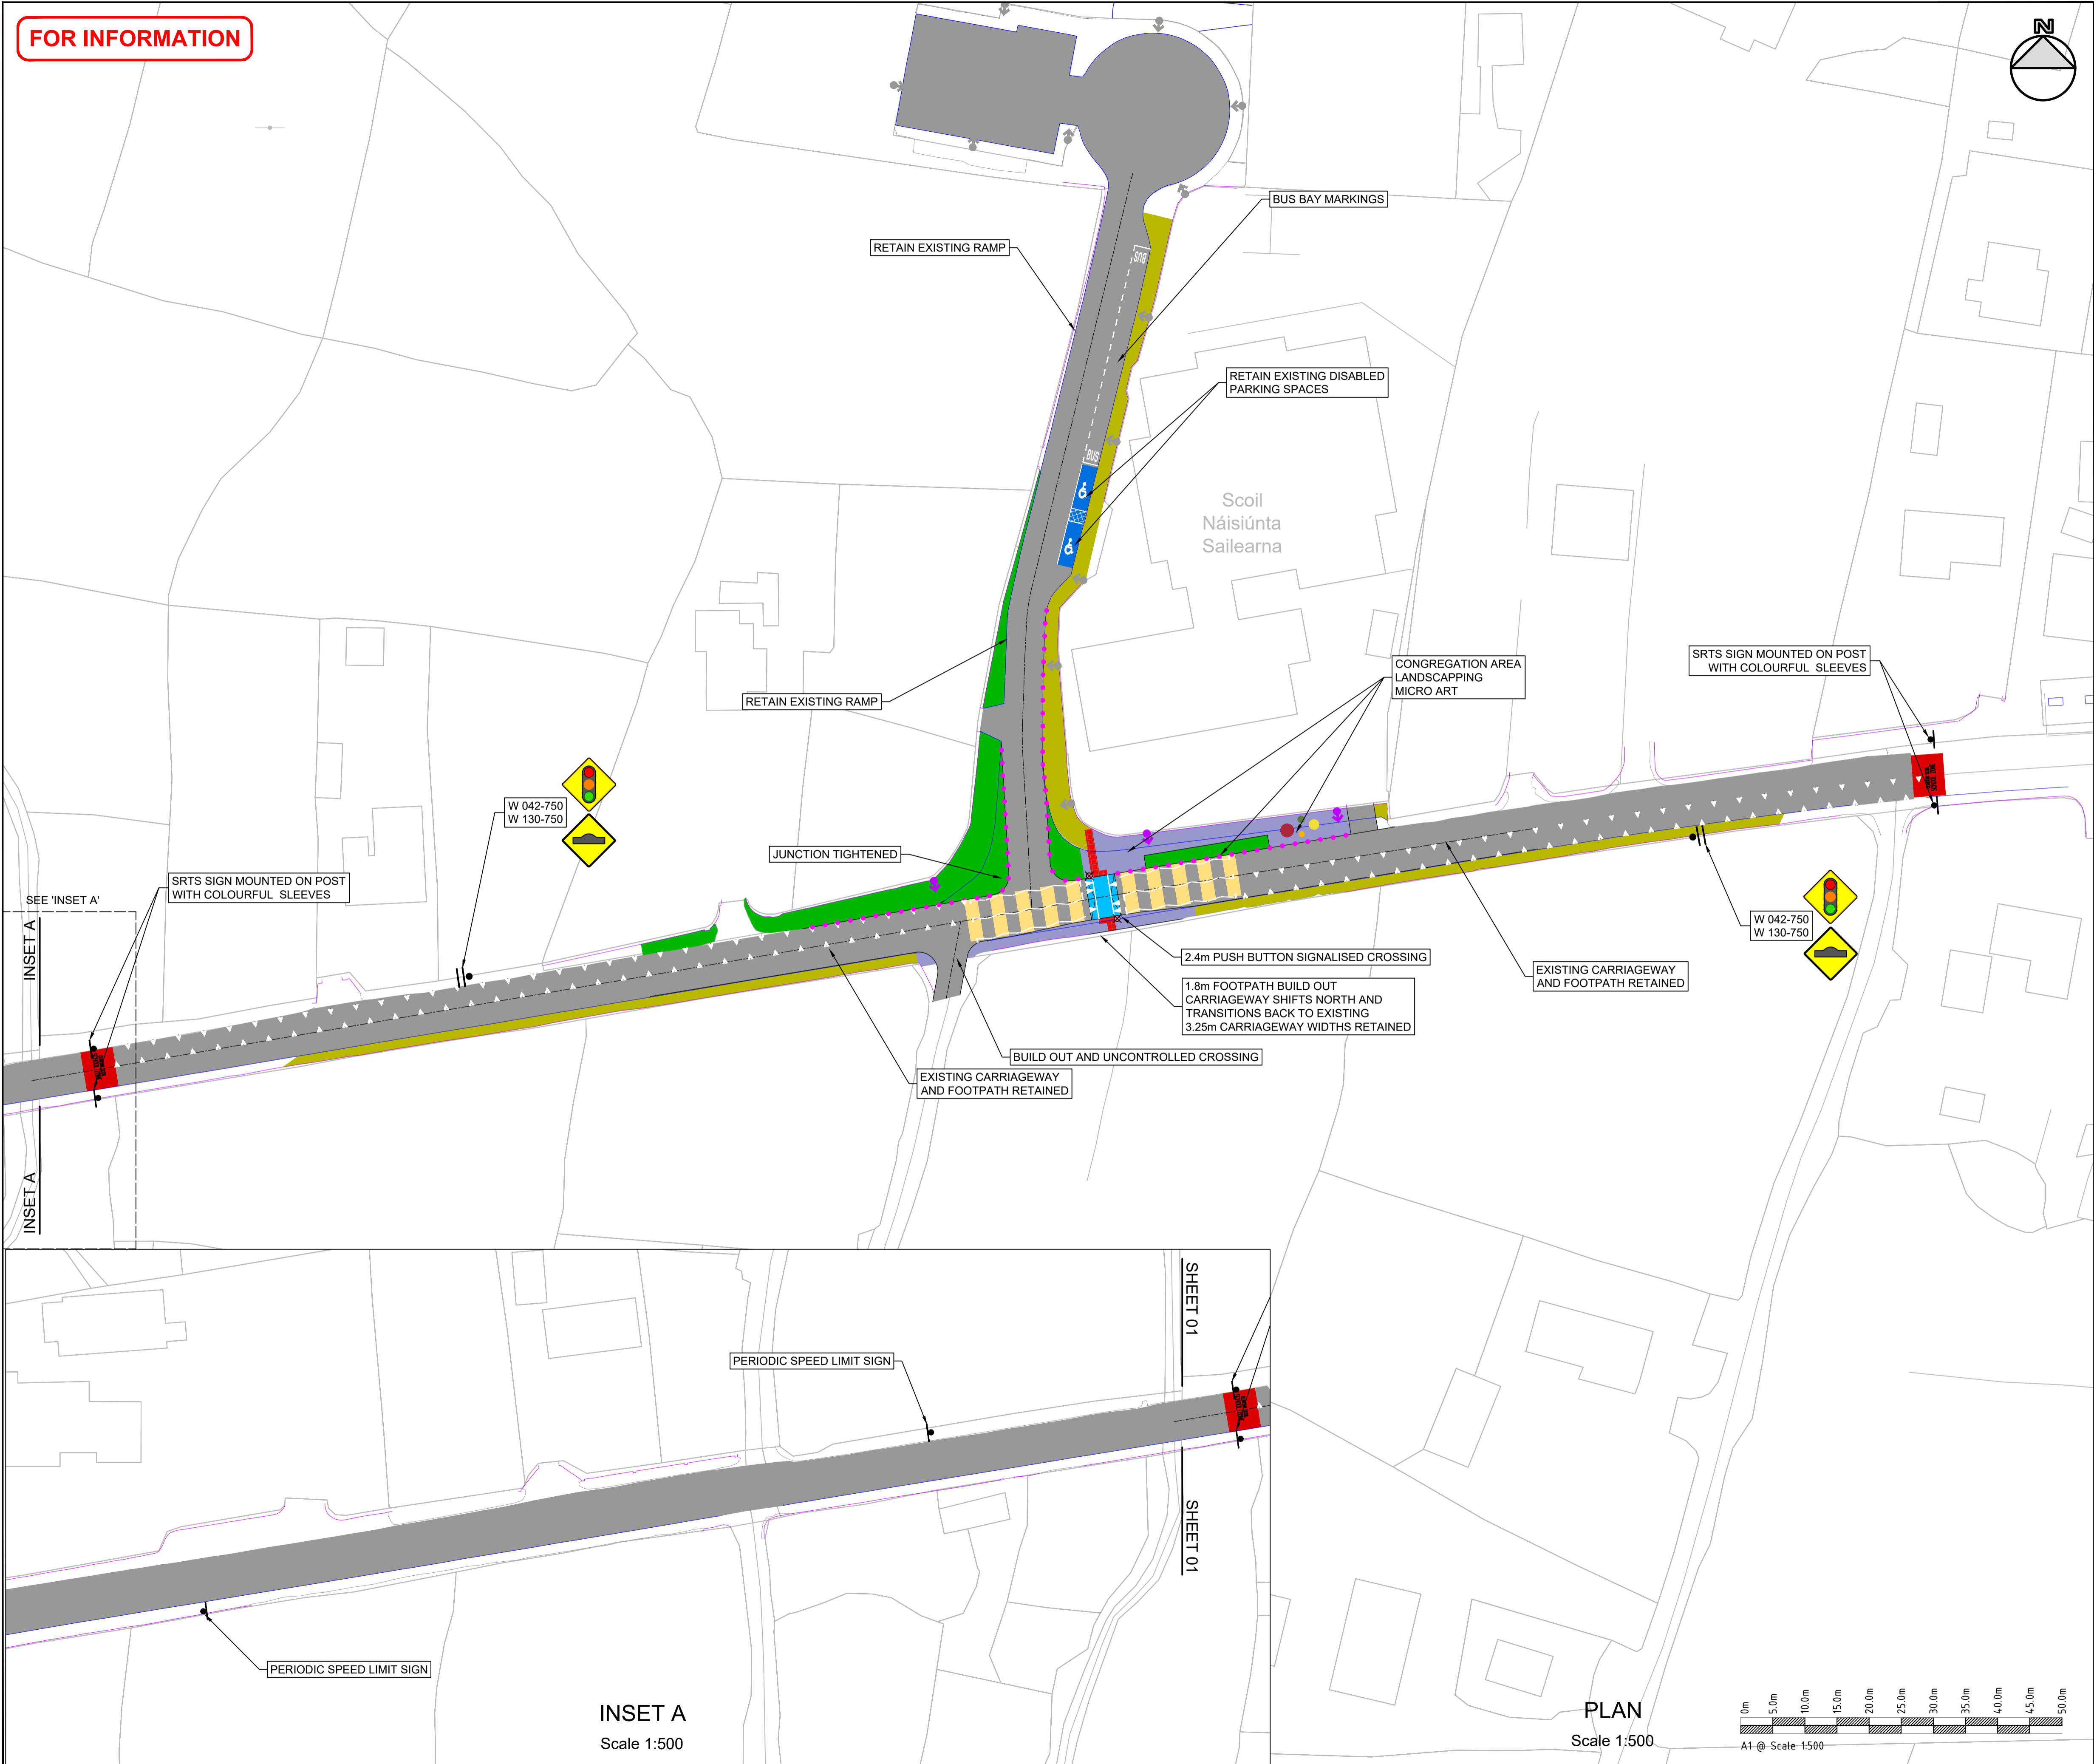 FOR INFORMATION
N
BUS BAY MARKINGS
RETAIN EXISTING RAMP
BUS
RETAIN EXISTING DISABLED
PARKING SPACES
BUS
Scoil
Náisiúnta
Sailearna
CONGREGATION AREA
LANDSCAPPING
MICRO ART
SRTS SIGN MOUNTED ON POST
WITH COLOURFUL SLEEVES
RETAIN EXISTING RAMP
W 042-750
W 130-750
JUNCTION TIGHTENED
SRTS SIGN MOUNTED ON POST
WITH COLOURFUL SLEEVES
SEE 'INSET A'
INSET A
W 042-750
W 130-750
2.4m PUSH BUTTON SIGNALISED CROSSING
EXISTING CARRIAGEWAY
AND FOOTPATH RETAINED
1.8m FOOTPATH BUILD OUT
CARRIAGEWAY SHIFTS NORTH AND
TRANSITIONS BACK TO EXISTING
3.25m CARRIAGEWAY WIDTHS RETAINED
BUILD OUT AND UNCONTROLLED CROSSING
EXISTING CARRIAGEWAY
AND FOOTPATH RETAINED
INSET A
SHEET 01
PERIODIC SPEED LIMIT SIGN
SHEET 01
PERIODIC SPEED LIMIT SIGN
INSET A
Scale 1:500
PLAN
Scale 1:500
0m
5.0m
10.0m
15.0m
20.0m
25.0m
30.0m
35.0m
40.0m
45.0m
50.0m
A1 @ Scale 1:500